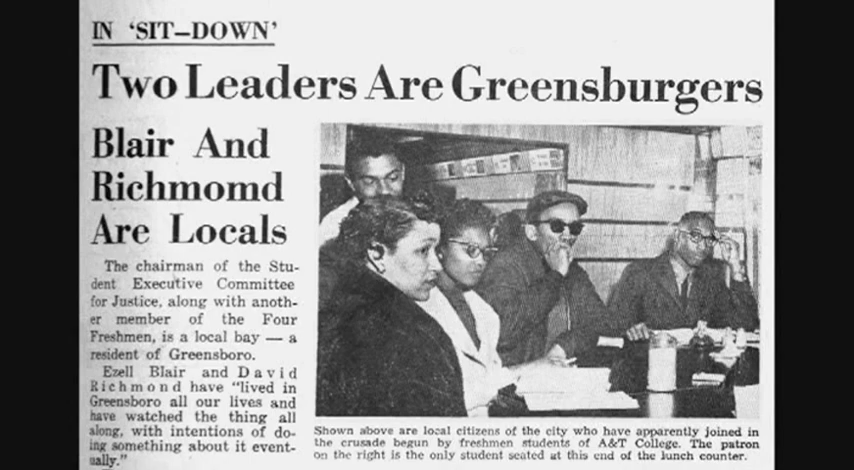 IN 'SIT—DOWN'
Two Leaders Are Greensburgers
Blair And
Richmomd
Are Locals
The chairman of the Stu-
dent Executive Committee
for Justice, along with anoth-
er member of the Four
Freshmen, is a local bay — a
resident of Greensboro.
Ezell Blair and David
Richmond have "lived in
Greensboro all our lives and
have watched the thing all
along, with intentions of do-
ing something about it event-
ually."
Shown above are local citizens of the city who have apparently joined in
the crusade begun by freshmen students of A&T College. The patron
on the right is the only student seated at this end of the lunch counter.